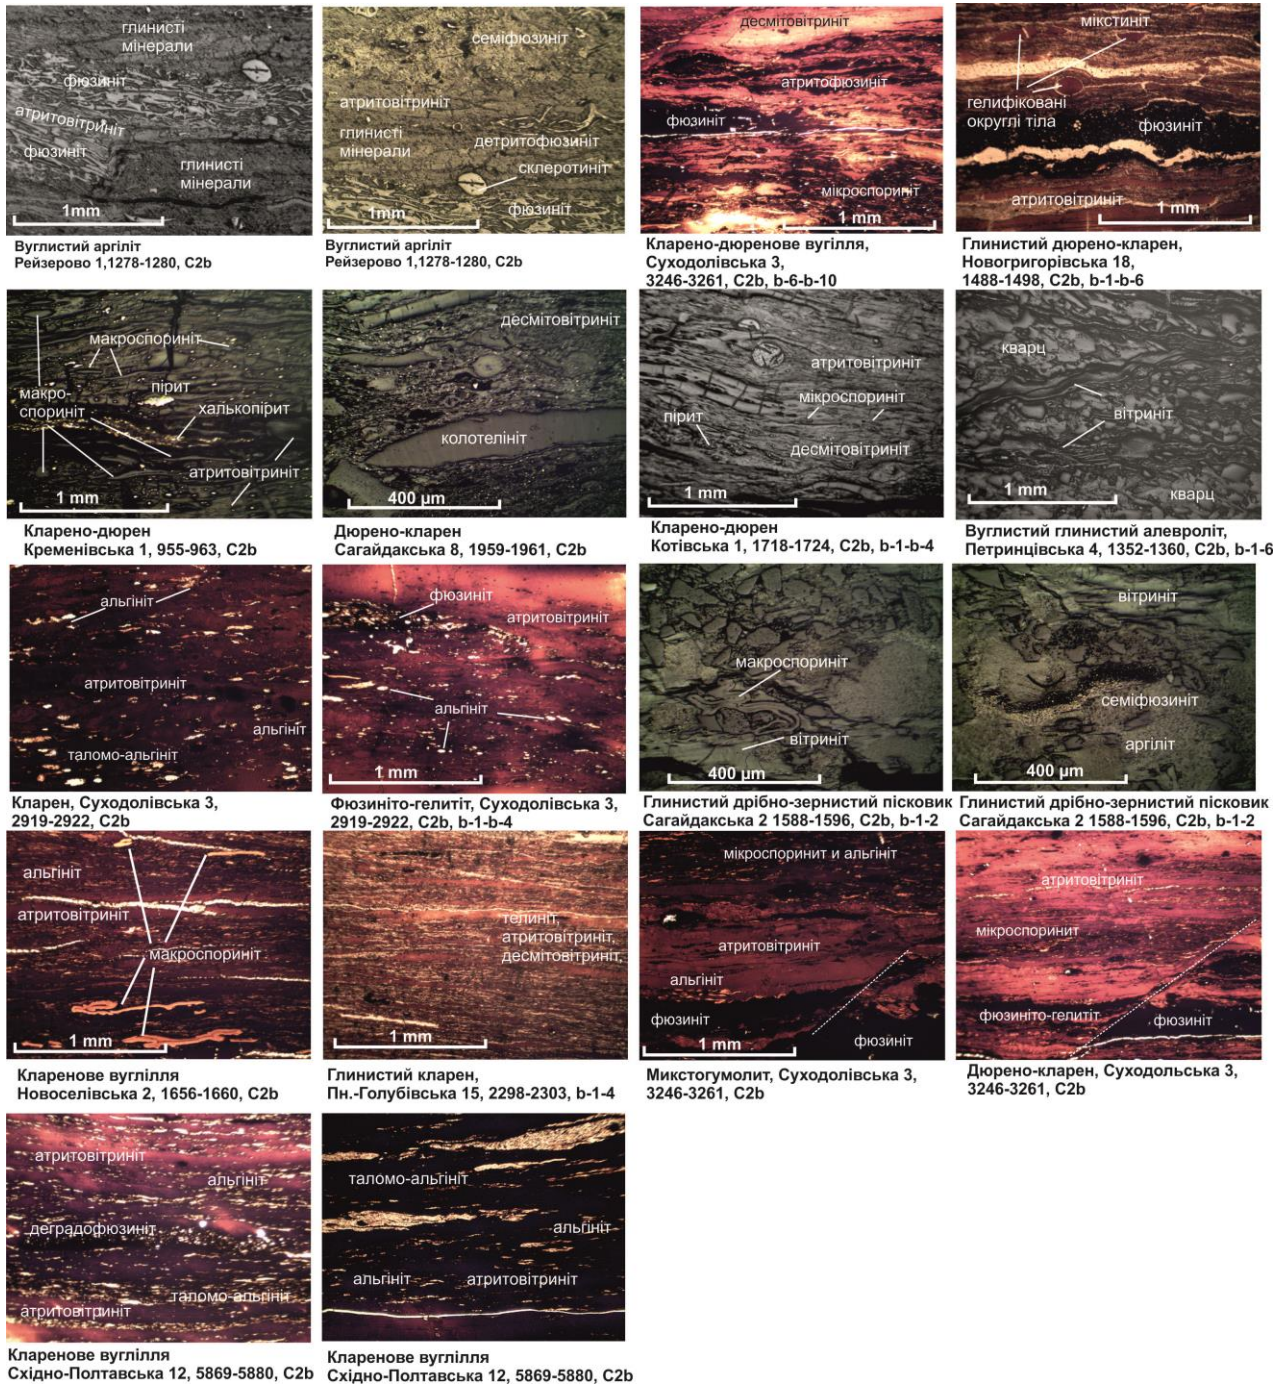 глинисті
мінерали
фюзиніт
атритовітриніт
фюзиніт
глинисті
мінерали
1mm
Вуглистий аргіліт
Рейзерово 1,1278-1280, C2b
семіфюзиніт
атритовітриніт
глинисті
мінерали
детритофюзиніт
склеротиніт
фюзиніт
1mm
Вуглистий аргіліт
Рейзерово 1,1278-1280, C2b
десмітовітриніт
атритофюзиніт
фюзиніт
мікроспориніт
1 mm
Кларено-дюренове вугілля,
Суходолівська 3,
3246-3261, C2b, b-6-b-10
мікстиніт
гелифіковані
округлі тіла
фюзиніт
атритовітриніт
1 mm
Глинистий дюрено-кларен,
Новогригорівська 18,
1488-1498, C2b, b-1-b-6
макроспориніт
пірит
макро-
спориніт
халькопірит
атритовітриніт
1 mm
Кларено-дюрен
Кременівська 1, 955-963, C2b
десмітовітриніт
колотелініт
400 µm
Дюрено-кларен
Сагайдакська 8, 1959-1961, C2b
атритовітриніт
мікроспориніт
пірит
десмітовітриніт
1 mm
Кларено-дюрен
Котівська 1, 1718-1724, C2b, b-1-b-4
кварц
вітриніт
кварц
1 mm
Вуглистий глинистий алевроліт,
Петринцівська 4, 1352-1360, C2b, b-1-6
альгініт
атритовітриніт
альгініт
таломо-альгініт
Кларен, Суходолівська 3,
2919-2922, C2b
фюзиніт
атритовітриніт
альгініт
1 mm
Фюзиніто-гелитіт, Суходолівська 3,
2919-2922, C2b, b-1-b-4
макроспориніт
вітриніт
400 µm
Глинистий дрібно-зернистий пісковик
Сагайдакська 2 1588-1596, C2b, b-1-2
вітриніт
семіфюзиніт
аргіліт
400 µm
Глинистий дрібно-зернистий пісковик
Сагайдакська 2 1588-1596, C2b, b-1-2
альгініт
атритовітриніт
макроспориніт
1 mm
Кларенове вуглілля
Новоселівська 2, 1656-1660, C2b
телиніт,
атритовітриніт,
десмітовітриніт,
1 mm
Глинистий кларен,
Пн.-Голубівська 15, 2298-2303, b-1-4
мікроспоринит и альгініт
атритовітриніт
альгініт
фюзиніт
фюзиніт
1 mm
Микстогумолит, Суходолівська 3,
3246-3261, C2b
атритовітриніт
мікроспоринит
фюзиніто-гелитіт
фюзиніт
Дюрено-кларен, Суходольська 3,
3246-3261, C2b
атритовітриніт
альгініт
деградофюзиніт
таломо-альгініт
атритовітриніт
Кларенове вуглілля
Східно-Полтавська 12, 5869-5880, C2b
таломо-альгініт
альгініт
альгініт
атритовітриніт
Кларенове вуглілля
Східно-Полтавська 12, 5869-5880, C2b